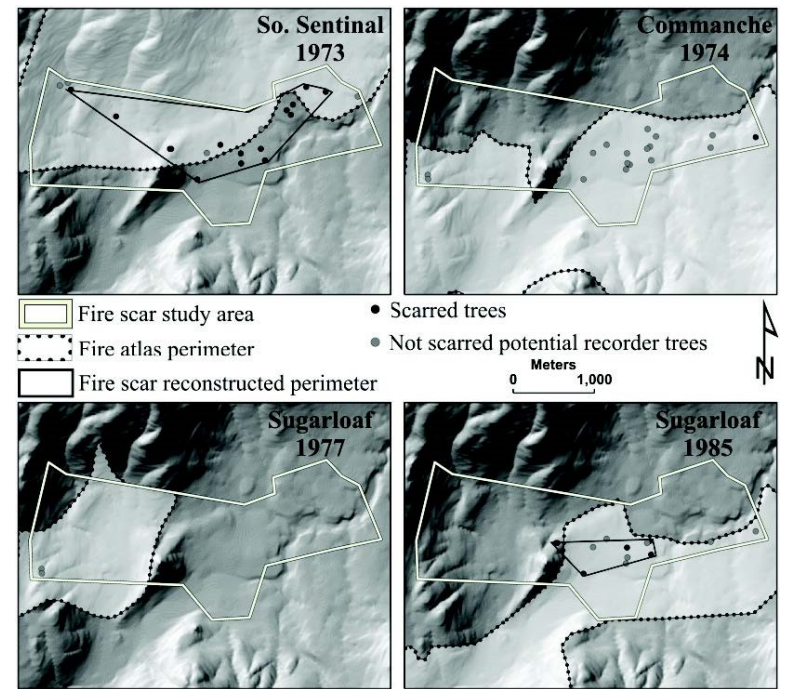 So. Sentinal
1973
Commanche
1974
Fire scar study area
Fire atlas perimeter
Fire scar reconstructed perimeter
Scarred trees
Not scarred potential recorder trees
Meters
0 1,000
N
Sugarloaf
1977
Sugarloaf
1985